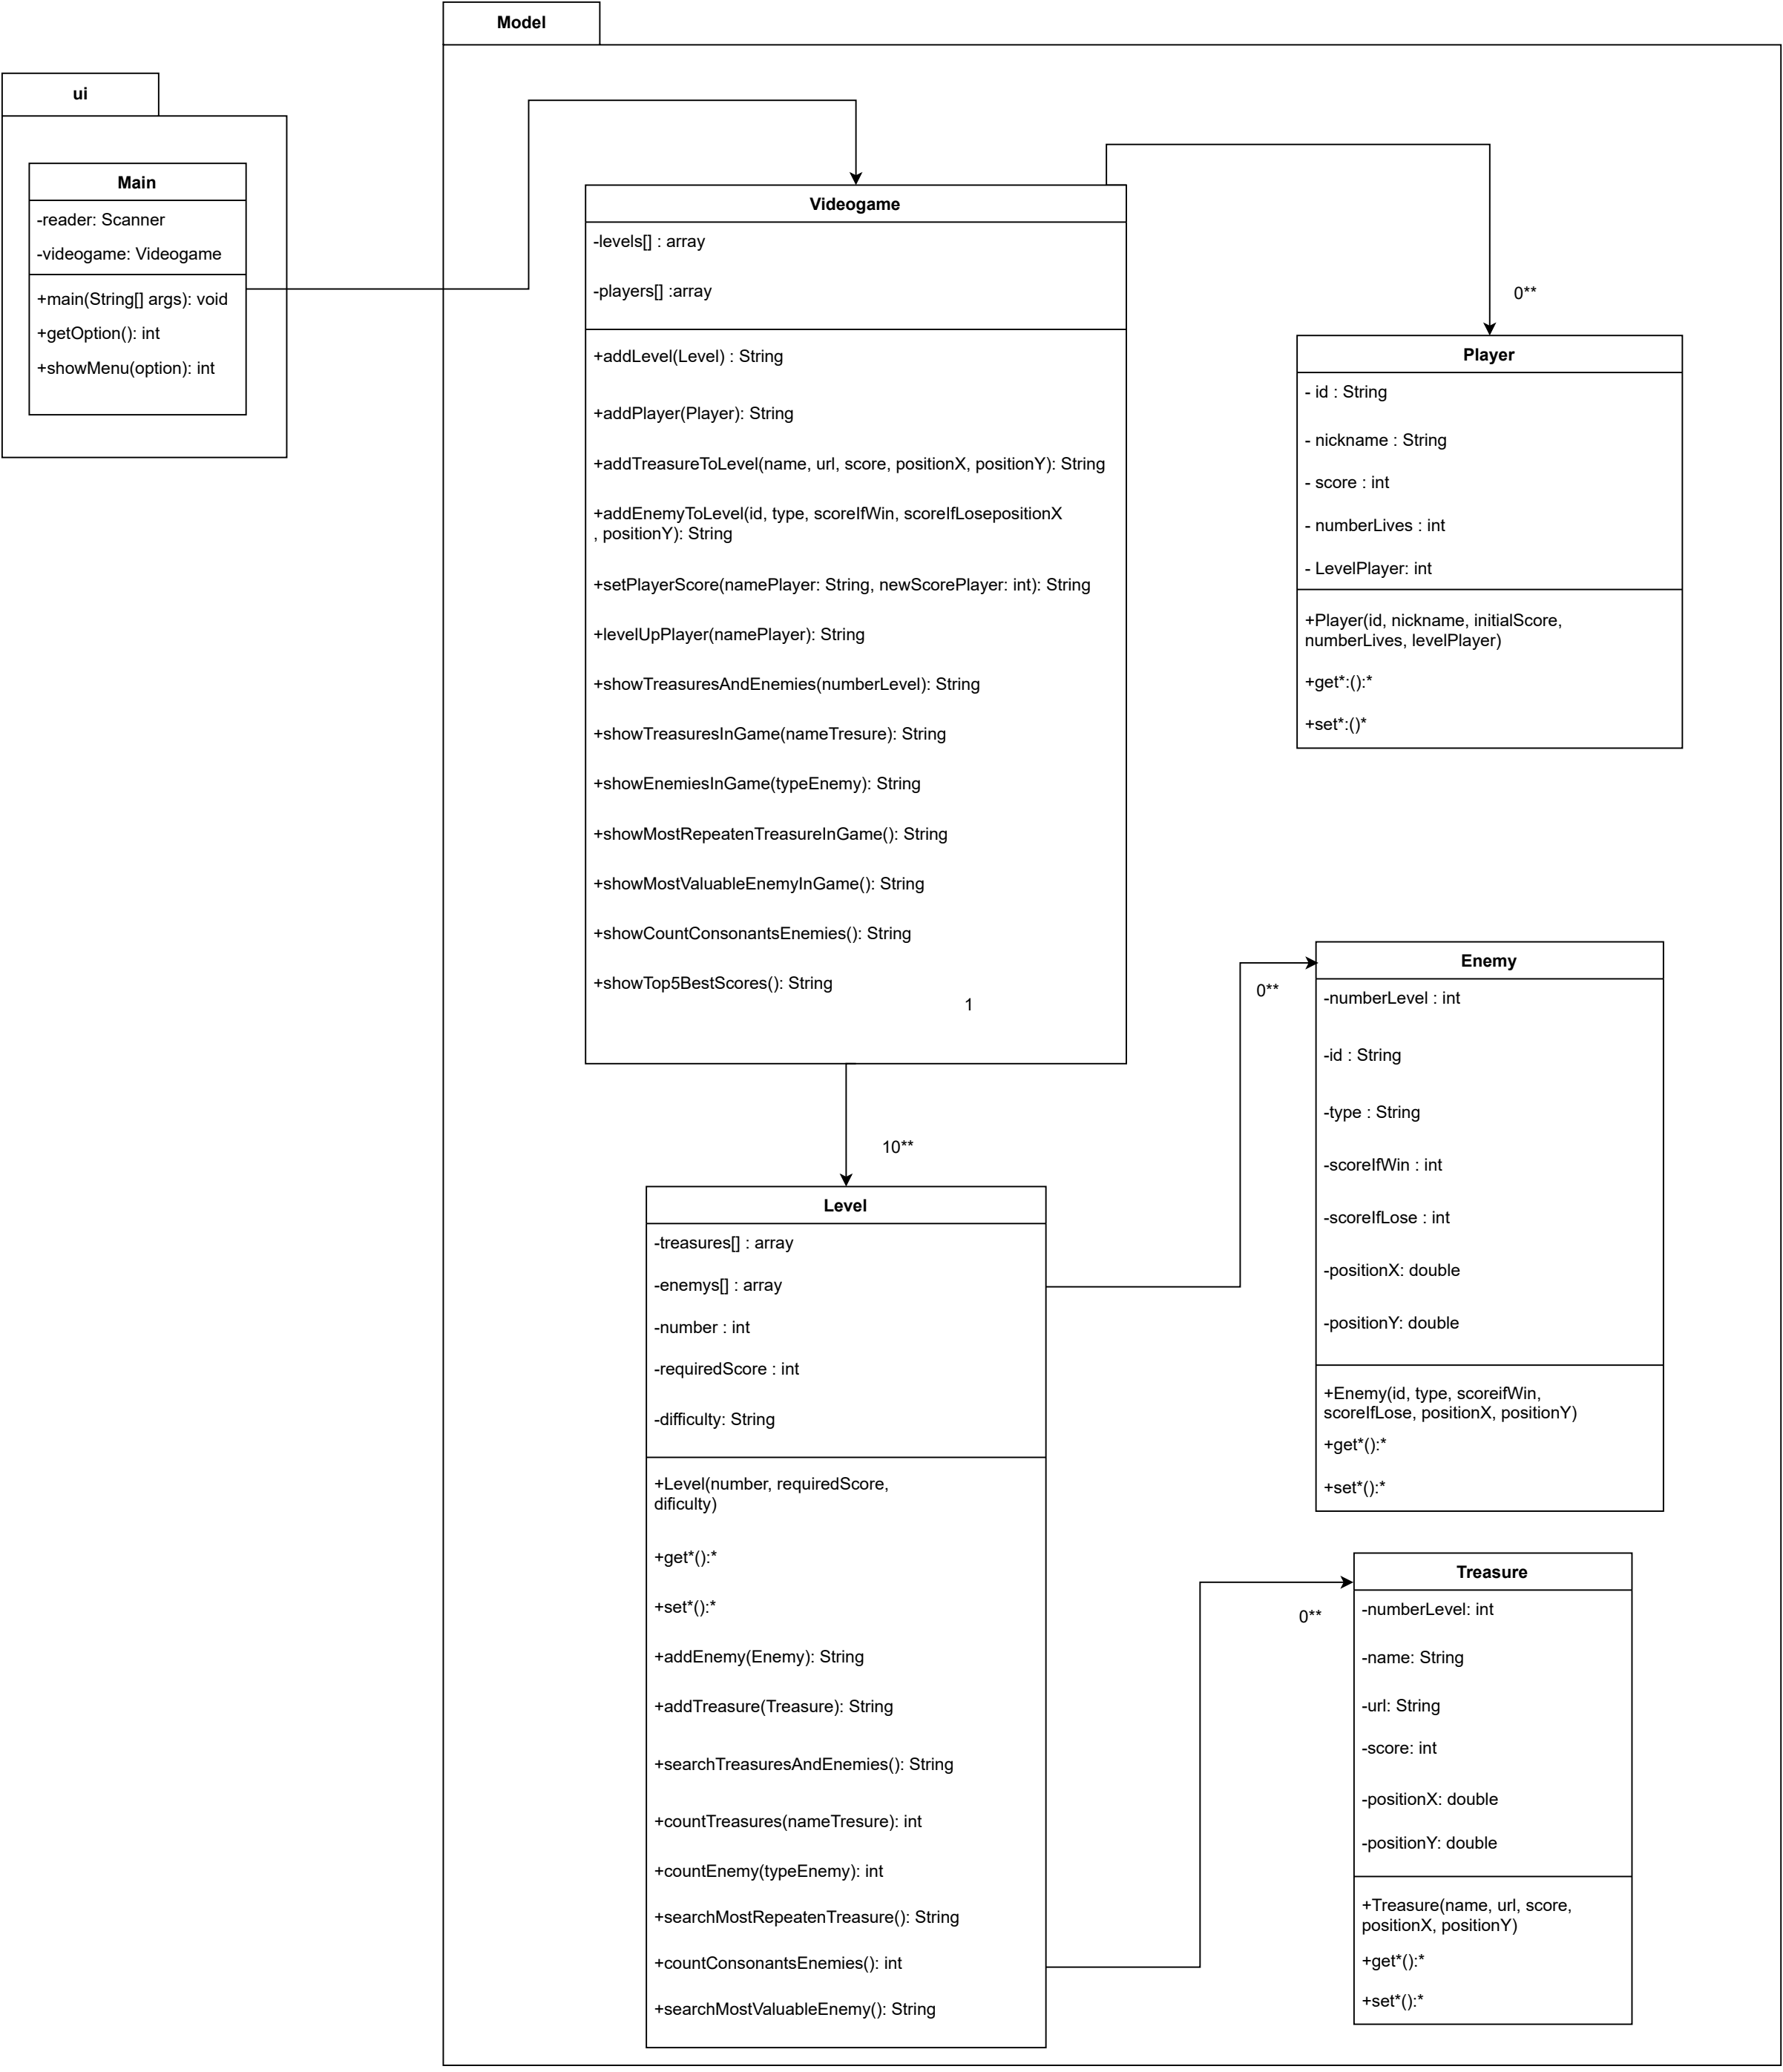 Model
ui
Main
-reader: Scanner
-videogame: Videogame
+main(String[] args): void
+getOption(): int
+showMenu(option): int
Videogame
-levels[] : array
-players[] :array
+addLevel(Level) : String
+addPlayer(Player): String
+addTreasureToLevel(name, url, score, positionX, positionY): String
+addEnemyToLevel(id, type, scoreIfWin, scoreIfLosepositionX
, positionY): String
+setPlayerScore(namePlayer: String, newScorePlayer: int): String
+levelUpPlayer(namePlayer): String
+showTreasuresAndEnemies(numberLevel): String
+showTreasuresInGame(nameTresure): String
+showEnemiesInGame(typeEnemy): String
+showMostRepeatenTreasureInGame(): String
+showMostValuableEnemyInGame(): String
+showCountConsonantsEnemies(): String
+showTop5BestScores(): String
1
0**
Player
- id : String
- nickname : String
- score : int
- numberLives : int
- LevelPlayer: int
+Player(id, nickname, initialScore,
numberLives, levelPlayer)
+get*:():*
+set*:()*
10**
Level
-treasures[] : array
-enemys[] : array
-number : int
-requiredScore : int
-difficulty: String
+Level(number, requiredScore,
dificulty)
+get*():*
+set*():*
+addEnemy(Enemy): String
+addTreasure(Treasure): String
+searchTreasuresAndEnemies(): String
+countTreasures(nameTresure): int
+countEnemy(typeEnemy): int
+searchMostRepeatenTreasure(): String
+countConsonantsEnemies(): int
+searchMostValuableEnemy(): String
0**
Enemy
-numberLevel : int
-id : String
-type : String
-scoreIfWin : int
-scoreIfLose : int
-positionX: double
-positionY: double
+Enemy(id, type, scoreifWin,
scoreIfLose, positionX, positionY)
+get*():*
+set*():*
0**
Treasure
-numberLevel: int
-name: String
-url: String
-score: int
-positionX: double
-positionY: double
+Treasure(name, url, score,
positionX, positionY)
+get*():*
+set*():*